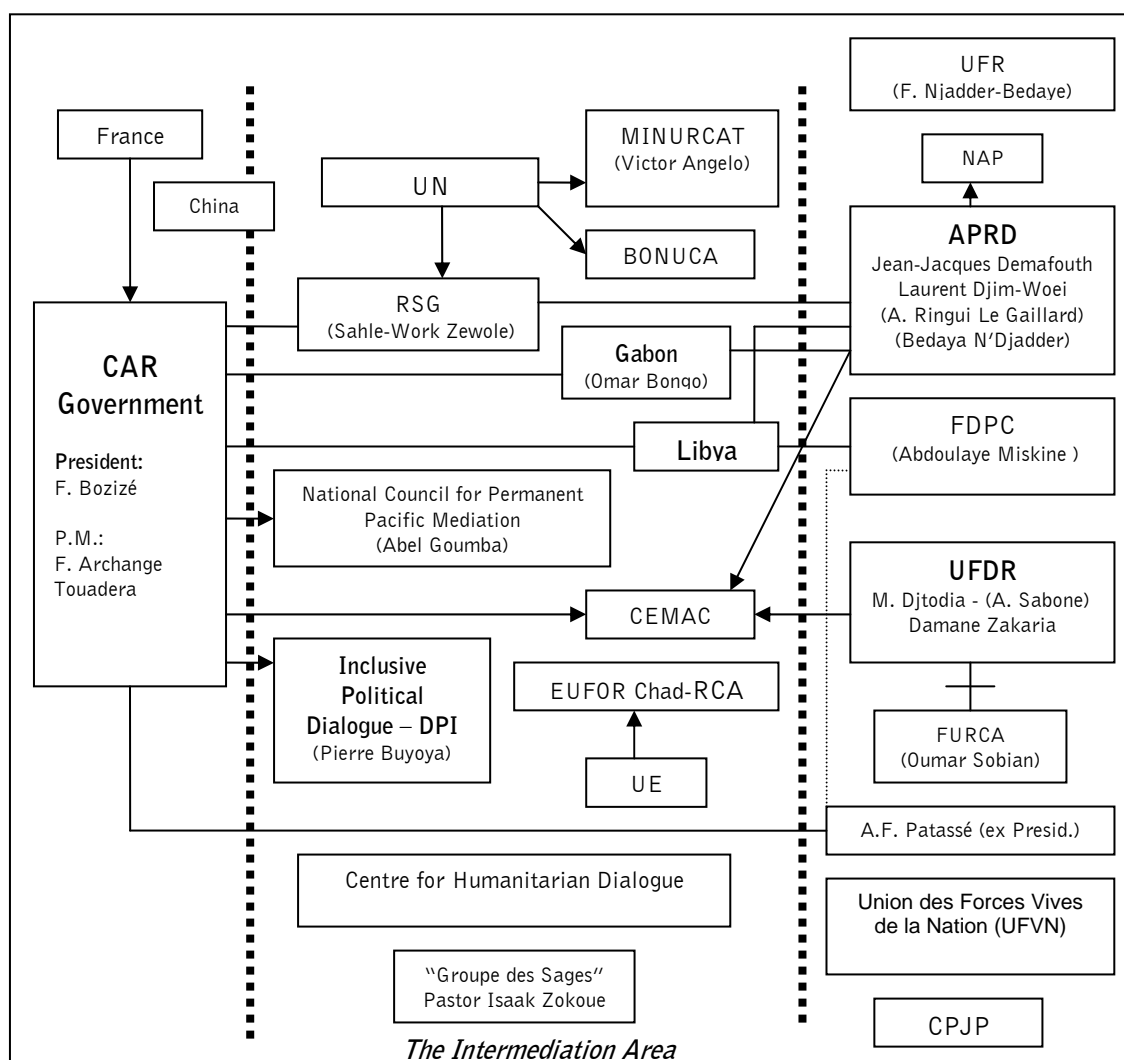 France
China
CAR
Government
President:
F. Bozizé
P.M.:
F. Archange
Touadera
UN
MINURCAT
(Victor Angelo)
BONUCA
RSG
(Sahle-Work Zewole)
Gabon
(Omar Bongo)
Libya
National Council for Permanent
Pacific Mediation
(Abel Goumba)
CEMAC
Inclusive
Political
Dialogue – DPI
(Pierre Buyoya)
EUFOR Chad-RCA
UE
Centre for Humanitarian Dialogue
“Groupe des Sages”
Pastor Isaak Zokoue
The Intermediation Area
UFR
(F. Njadder-Bedaye)
NAP
APRD
Jean-Jacques Demafouth
Laurent Djim-Woei
(A. Ringui Le Gaillard)
(Bedaya N’Djadder)
FDPC
(Abdoulaye Miskine )
UFDR
M. Djtodia - (A. Sabone)
Damane Zakaria
FURCA
(Oumar Sobian)
A.F. Patassé (ex Presid.)
Union des Forces Vives
de la Nation (UFVN)
CPJP